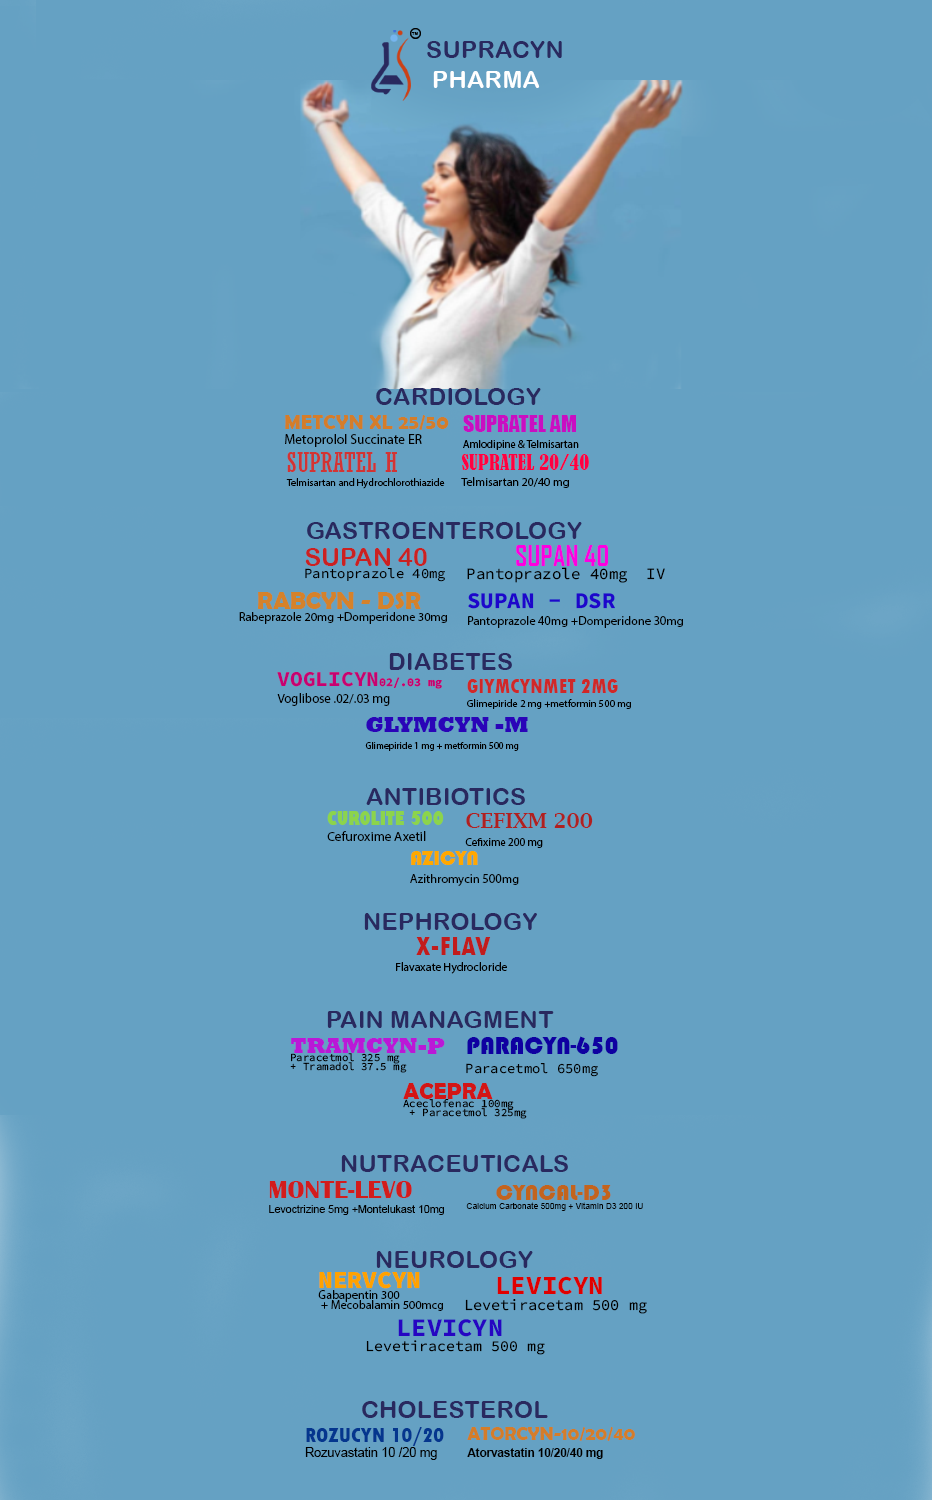 TM
SUPRACYN
PHARMA
CARDIOLOGY
METCYN XL 25/50
Metoprolol Succinate ER
SUPRATEL AM
Amlodipine & Telmisartan
SUPRATEL H
Telmisartan and Hydrochlorothiazide
SUPRATEL 20/40
Telmisartan 20/40 mg
GASTROENTEROLOGY
SUPAN 40
Pantoprazole 40mg
SUPAN 40
Pantoprazole 40mg IV
RABCYN - DSR
Rabeprazole 20mg +Domperidone 30mg
SUPAN - DSR
Pantoprazole 40mg +Domperidone 30mg
DIABETES
VOGLICYN02/.03 mg
Voglibose .02/.03 mg
GlYMCYNMET 2MG
Glimepiride 2 mg +metformin 500 mg
GLYMCYN -M
Glimepiride 1 mg + metformin 500 mg
ANTIBIOTICS
CUROLITE 500
Cefuroxime Axetil
CEFIXM 200
Cefixime 200 mg
AZICYN
Azithromycin 500mg
NEPHROLOGY
X-FLAV
Flavaxate Hydrocloride
PAIN MANAGMENT
TRAMCYN-P
Paracetmol 325 mg
+ Tramadol 37.5 mg
PARACYN-650
Paracetmol 650mg
ACEPRA
Aceclofenac 100mg
+ Paracetmol 325mg
NUTRACEUTICALS
MONTE-LEVO
Levoctrizine 5mg +Montelukast 10mg
CYNCAL-D3
Calcium Carbonate 500mg + Vitamin D3 200 IU
NEUROLOGY
NERVCYN
Gabapentin 300
+ Mecobalamin 500mcg
LEVICYN
Levetiracetam 500 mg
LEVICYN
Levetiracetam 500 mg
CHOLESTEROL
ROZUCYN 10/20
Rozuvastatin 10 /20 mg
ATORCYN-10/20/40
Atorvastatin 10/20/40 mg